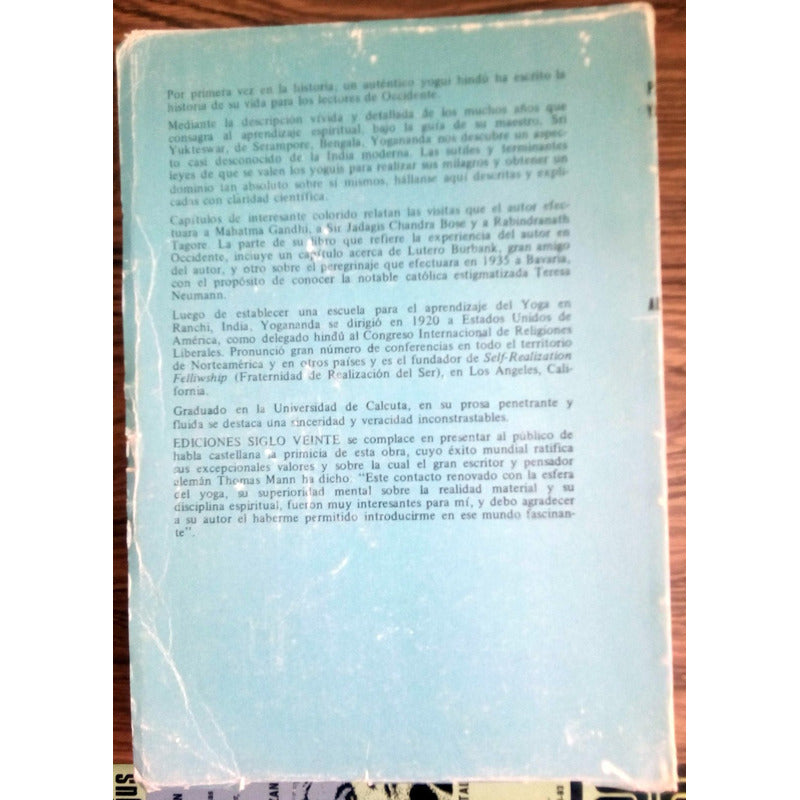 Por primera vez en la historia, un auténtico yogui hindú ha escrito la
historia de su vida para los lectores de Occidente.
Mediante la descripción vívida y detallada de los muchos años que
consagra al aprendizaje espiritual, bajo la guía de su maestro, Sri
Yukteswar, de Serampore, Bengala, Yogananda nos descubre un aspec-
to casi desconocido de la India moderna. Las sutiles y terminantes
leyes de que se valen los yoguis para realizar sus milagros y obtener un
dominio tan absoluto sobre sí mismos, hállanse aquí descritas y expli-
cadas con claridad científica.
Capítulos de interesante colorido relatan las visitas que el autor efec-
tuara a Mahatma Gandhi, a Sir Jadagis Chandra Bose y a Rabindranath
Tagore. La parte de su libro que refiere la experiencia del autor en
Occidente, incluye un capítulo acerca de Lutero Burbank, gran amigo
del autor, y otro sobre el peregrinaje que efectuara en 1935 a Bavaria,
con el propósito de conocer la notable católica estigmatizada Teresa
Neumann.
Luego de establecer una escuela para el aprendizaje del Yoga en
Ranchi, India, Yogananda se dirigió en 1920 a Estados Unidos de
América, como delegado hindú al Congreso Internacional de Religiones
Liberales. Pronunció gran número de conferencias en todo el territorio
de Norteamérica y en otros países y es el fundador de Self-Realization
Felliwship (Fraternidad de Realización del Ser), en Los Angeles, Cali-
fornia.
Graduado en la Universidad de Calcuta, en su prosa penetrante y
fluida se destaca una sinceridad y veracidad inconstrastables.
EDICIONES SIGLO VEINTE se complace en presentar al público de
habla castellana la primicia de esta obra, cuyo éxito mundial ratifica
sus excepcionales valores y sobre la cual el gran escritor y pensador
alemán Thomas Mann ha dicho: "Este contacto renovado con la esfera
del yoga, su superioridad mental sobre la realidad material y su
disciplina espiritual, fueron muy interesantes para mí, y debo agradecer
a su autor el haberme permitido introducirme en ese mundo fascinan-
te".